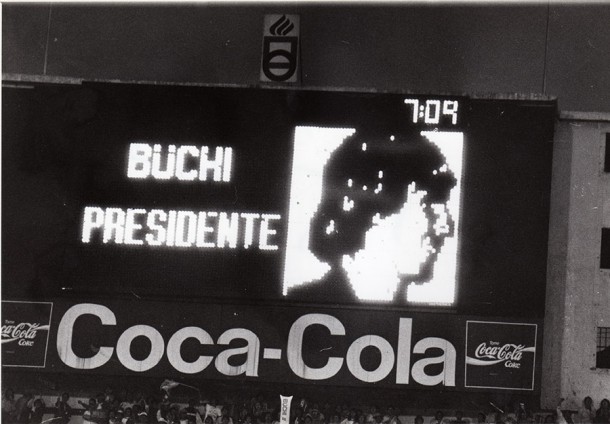 7:09
BÜCHI
PRESIDENTE
Coca-Cola
Coke
Coca-Cola
Coca-Cola
Coke